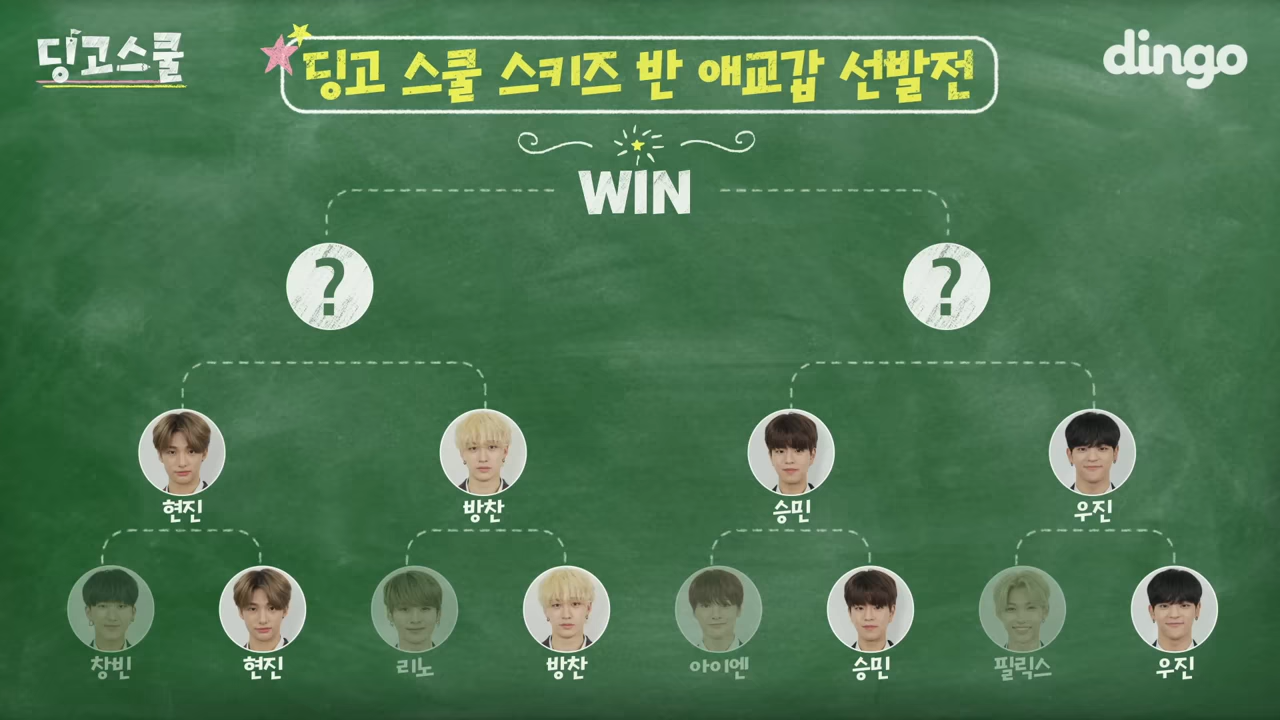 딩고스쿨
딩고 스쿨 스키즈 반 애교갑 선발전
dingo
WIN
? ?
현진 방찬 승민 우진
창빈 현진 리노 방찬 아이엔 승민 필릭스 우진